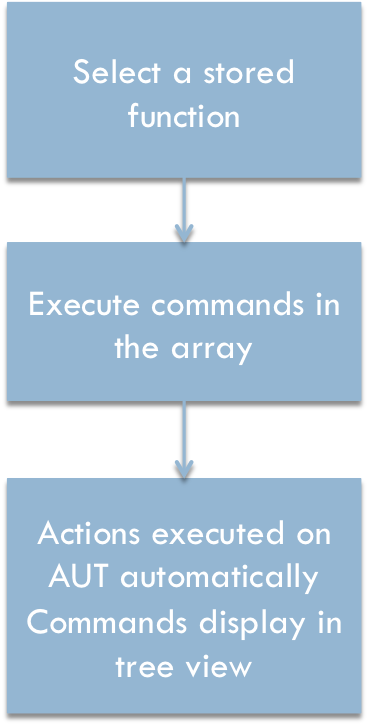 Select a stored
function
Execute commands in
the array
Actions executed on
AUT automatically
Commands display in
tree view